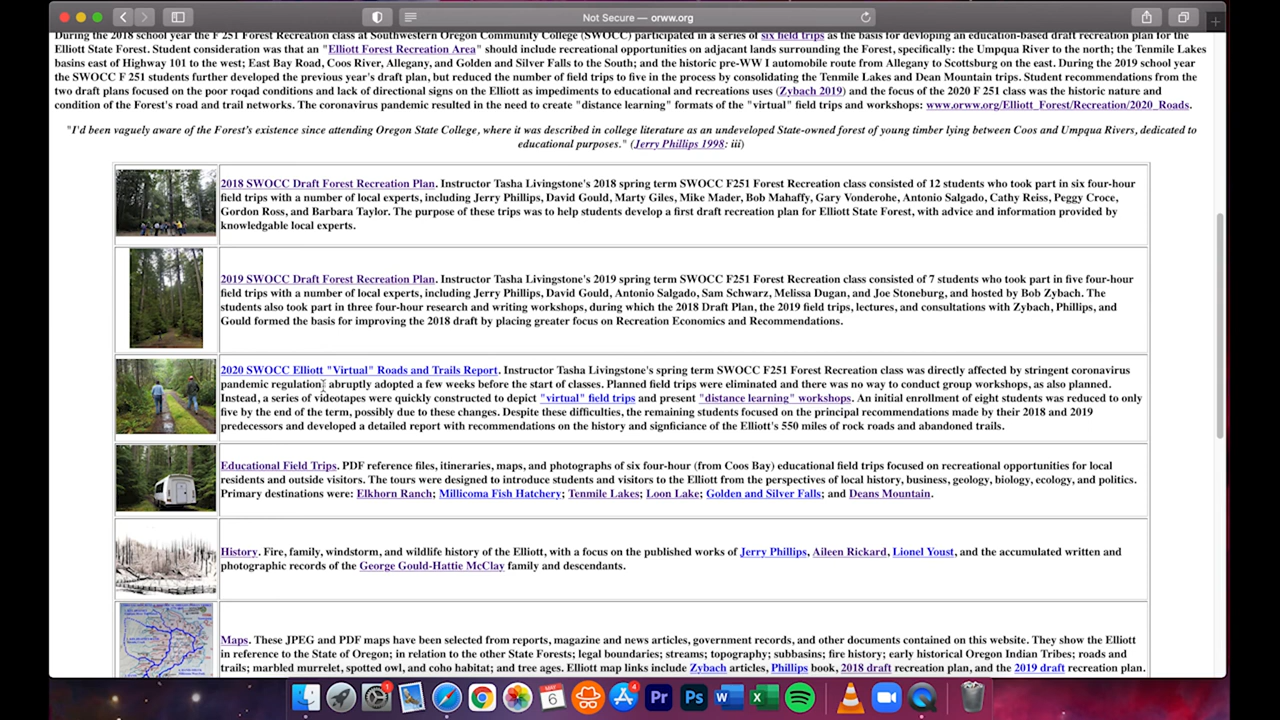 Not Secure — orww.org
During the 2018 school year the F 251 Forest Recreation class at Southwestern Oregon Community College (SWOCC) participated in a series of six field trips as the basis for devloping an education-based draft recreation plan for the
Elliott State Forest. Student consideration was that an "Elliott Forest Recreation Area" should include recreational opportunities on adjacent lands surrounding the Forest, specifically: the Umpqua River to the north; the Tenmile Lakes
basins east of Highway 101 to the west; East Bay Road, Coos River, Allegany, and Golden and Silver Falls to the South; and the historic pre-WW I automobile route from Allegany to Scottsburg on the east. During the 2019 school year
the SWOCC F 251 students further developed the previous year's draft plan, but reduced the number of field trips to five in the process by consolidating the Tenmile Lakes and Dean Mountain trips. Student recommendations from the
two draft plans focused on the poor roqad conditions and lack of directional signs on the Elliott as impediments to educational and recreations uses (Zybach 2019) and the focus of the 2020 F 251 class was the historic nature and
condition of the Forest's road and trail networks. The coronavirus pandemic resulted in the need to create "distance learning" formats of the "virtual" field trips and workshops: www.orww.org/Elliott_Forest/Recreation/2020_Roads.
"I'd been vaguely aware of the Forest's existence since attending Oregon State College, where it was described in college literature as an undeveloped State-owned forest of young timber lying between Coos and Umpqua Rivers, dedicated to
educational purposes." (Jerry Phillips 1998: iii)
2018 SWOCC Draft Forest Recreation Plan. Instructor Tasha Livingstone's 2018 spring term SWOCC F251 Forest Recreation class consisted of 12 students who took part in six four-hour
field trips with a number of local experts, including Jerry Phillips, David Gould, Marty Giles, Mike Mader, Bob Mahaffy, Gary Vonderohe, Antonio Salgado, Cathy Reiss, Peggy Croce,
Gordon Ross, and Barbara Taylor. The purpose of these trips was to help students develop a first draft recreation plan for Elliott State Forest, with advice and information provided by
knowledgable local experts.
2019 SWOCC Draft Forest Recreation Plan. Instructor Tasha Livingstone's 2019 spring term SWOCC F251 Forest Recreation class consisted of 7 students who took part in five four-hour
field trips with a number of local experts, including Jerry Phillips, David Gould, Antonio Salgado, Sam Schwarz, Melissa Dugan, and Joe Stoneburg, and hosted by Bob Zybach. The
students also took part in three four-hour research and writing workshops, during which the 2018 Draft Plan, the 2019 field trips, lectures, and consultations with Zybach, Phillips, and
Gould formed the basis for improving the 2018 draft by placing greater focus on Recreation Economics and Recommendations.
2020 SWOCC Elliott "Virtual" Roads and Trails Report. Instructor Tasha Livingstone's spring term SWOCC F251 Forest Recreation class was directly affected by stringent coronavirus
pandemic regulations abruptly adopted a few weeks before the start of classes. Planned field trips were eliminated and there was no way to conduct group workshops, as also planned.
Instead, a series of videotapes were quickly constructed to depict "virtual" field trips and present "distance learning" workshops. An initial enrollment of eight students was reduced to only
five by the end of the term, possibly due to these changes. Despite these difficulties, the remaining students focused on the principal recommendations made by their 2018 and 2019
predecessors and developed a detailed report with recommendations on the history and signficiance of the Elliott's 550 miles of rock roads and abandoned trails.
Educational Field Trips. PDF reference files, itineraries, maps, and photographs of six four-hour (from Coos Bay) educational field trips focused on recreational opportunities for local
residents and outside visitors. The tours were designed to introduce students and visitors to the Elliott from the perspectives of local history, business, geology, biology, ecology, and politics.
Primary destinations were: Elkhorn Ranch; Millicoma Fish Hatchery; Tenmile Lakes; Loon Lake; Golden and Silver Falls; and Deans Mountain.
History. Fire, family, windstorm, and wildlife history of the Elliott, with a focus on the published works of Jerry Phillips, Aileen Rickard, Lionel Youst, and the accumulated written and
photographic records of the George Gould-Hattie McClay family and descendants.
Maps. These JPEG and PDF maps have been selected from reports, magazine and news articles, government records, and other documents contained on this website. They show the Elliott
in reference to the State of Oregon; in relation to the other State Forests; legal boundaries; streams; topography; subbasins; fire history; early historical Oregon Indian Tribes; roads and
trails; marbled murrelet, spotted owl, and coho habitat; and tree ages. Elliott map links include Zybach articles, Phillips book, 2018 draft recreation plan, and the 2019 draft recreation plan.
MAY
6
4
Pr
Ps
W
X